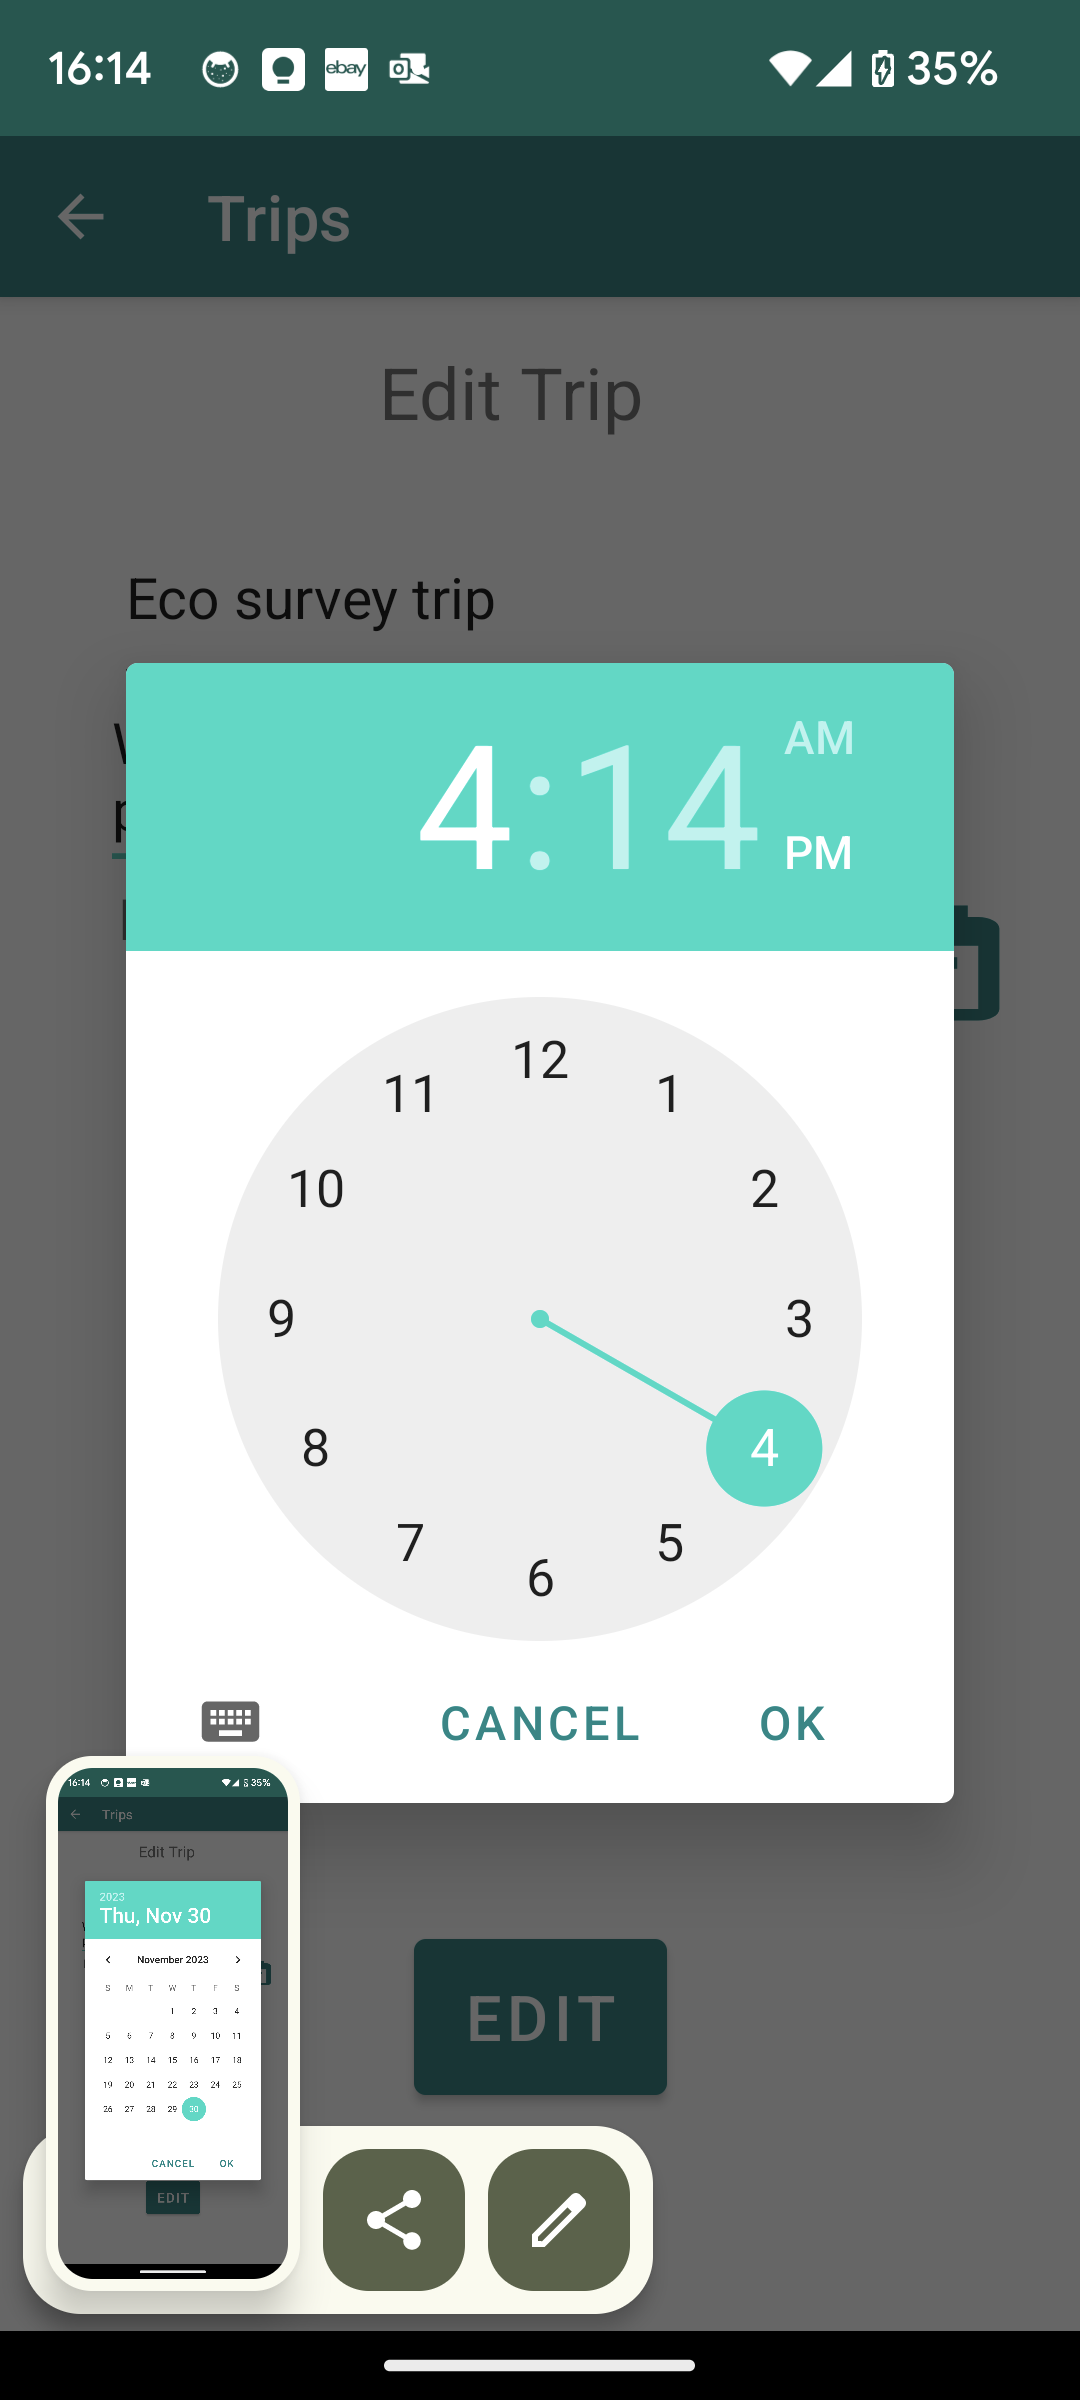 16:14 ebay 35%
Trips
Edit Trip
Eco survey trip
4:14
AM
PM
12
11 1
10 2
9 3
8 4
7 5
6
CANCEL OK
EDIT
16:14 35%
Trips
Edit Trip
2023
Thu, Nov 30
November 2023
S M T W T F S
1 2 3 4
5 6 7 8 9 10 11
12 13 14 15 16 17 18
19 20 21 22 23 24 25
26 27 28 29 30
CANCEL OK
EDIT